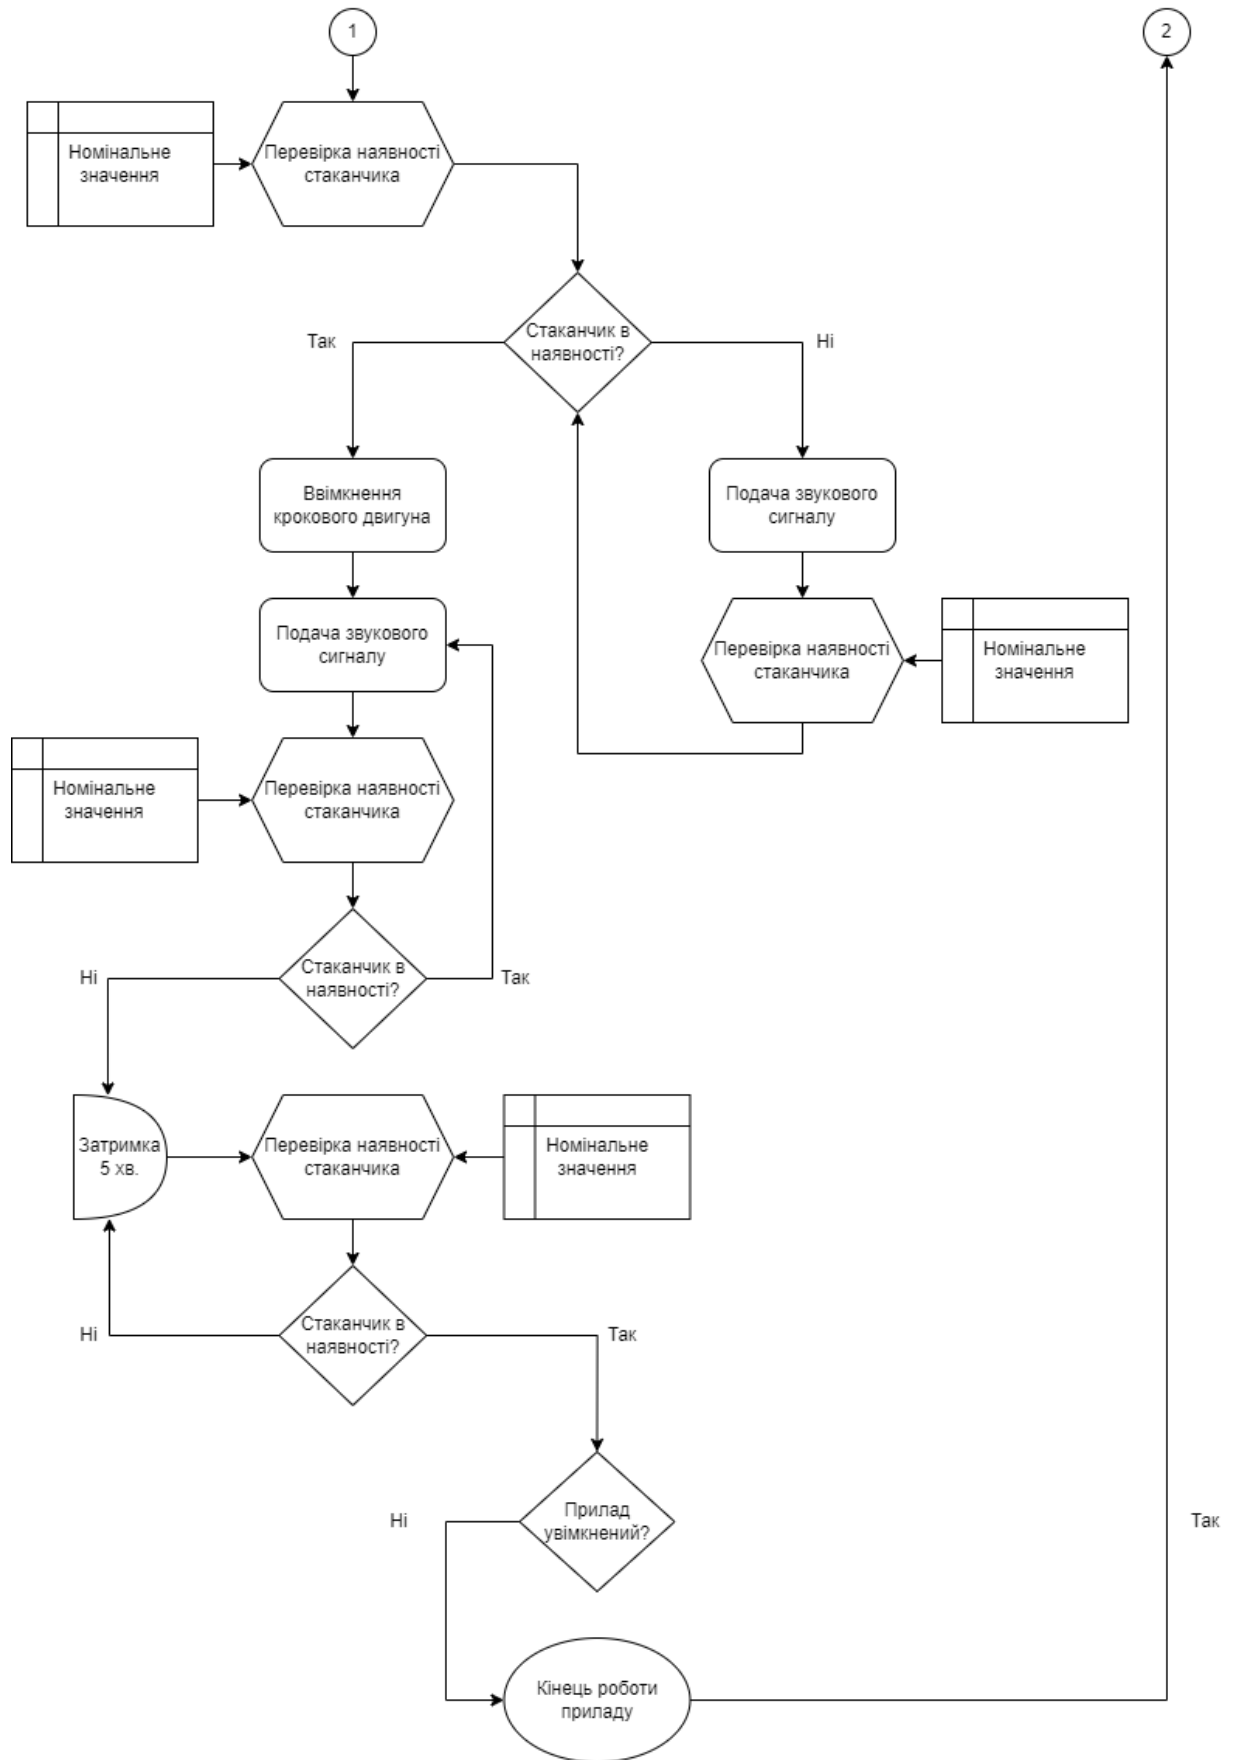 1
2
Номінальне
значення
Перевірка наявності
стаканчика
Стаканчик в
наявності?
Так
Ні
Ввімкнення
крокового двигуна
Подача звукового
сигналу
Подача звукового
сигналу
Перевірка наявності
стаканчика
Номінальне
значення
Номінальне
значення
Перевірка наявності
стаканчика
Стаканчик в
наявності?
Ні
Так
Затримка
5 хв.
Перевірка наявності
стаканчика
Номінальне
значення
Стаканчик в
наявності?
Ні
Так
Прилад
увімкнений?
Ні
Так
Кінець роботи
приладу